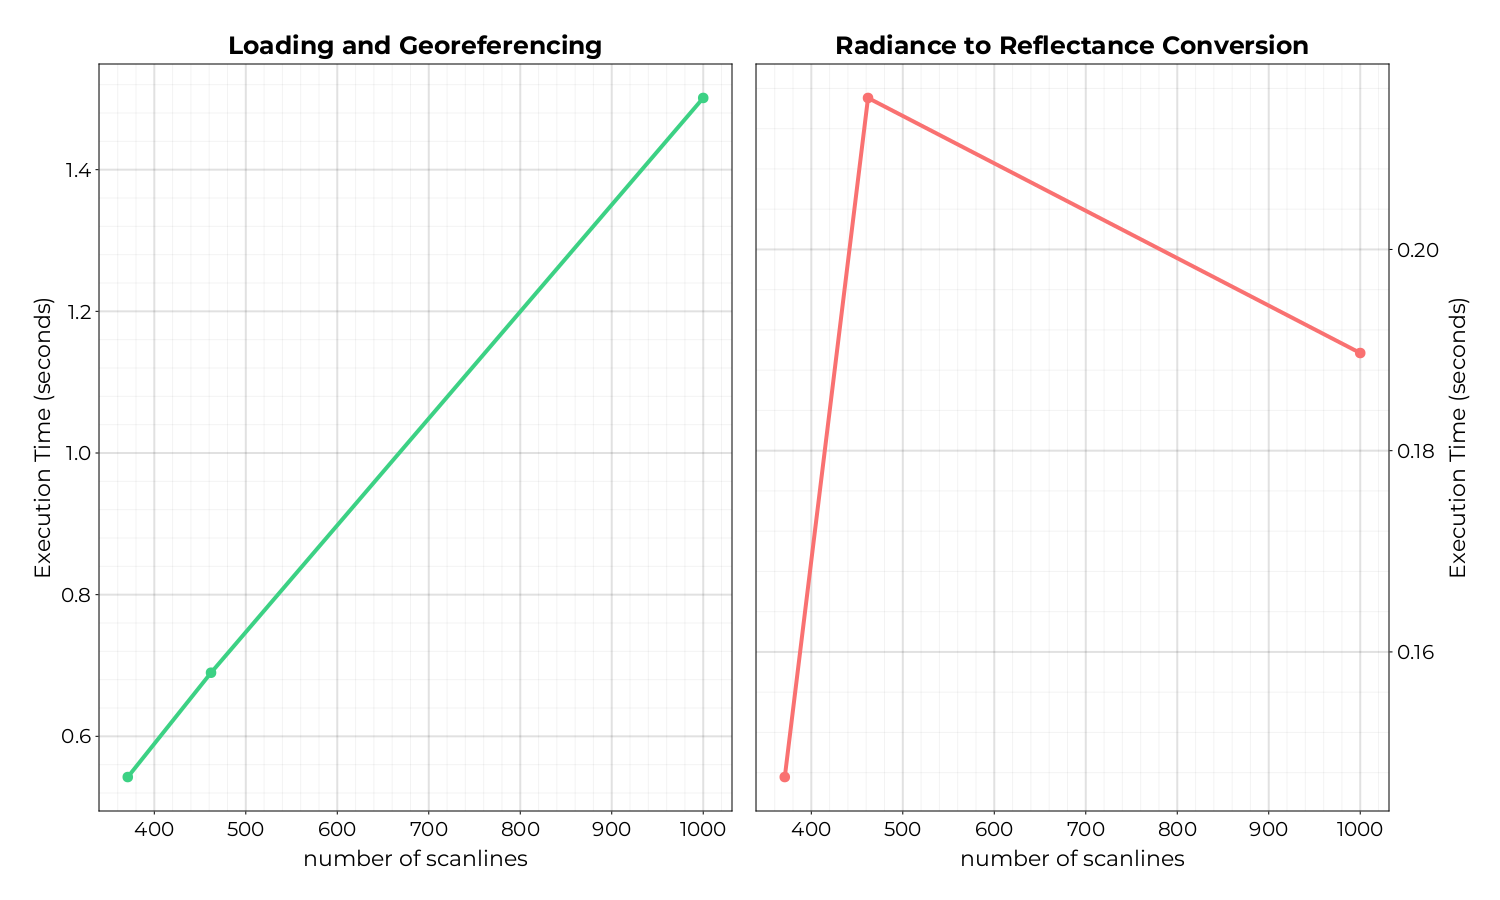 Loading and Georeferencing
Execution Time (seconds)
1.4
1.2
1.0
0.8
0.6
400 500 600 700 800 900 1000
number of scanlines
Radiance to Reflectance Conversion
0.20
0.18
0.16
Execution Time (seconds)
400 500 600 700 800 900 1000
number of scanlines